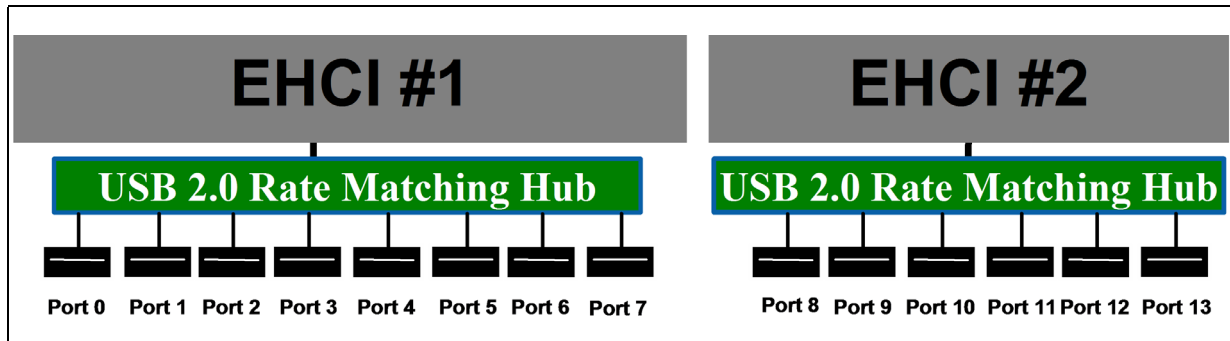 EHCI #1
EHCI #2
USB 2.0 Rate Matching Hub
USB 2.0 Rate Matching Hub
Port 0 Port 1 Port 2 Port 3 Port 4 Port 5 Port 6 Port 7
Port 8 Port 9 Port 10 Port 11 Port 12 Port 13